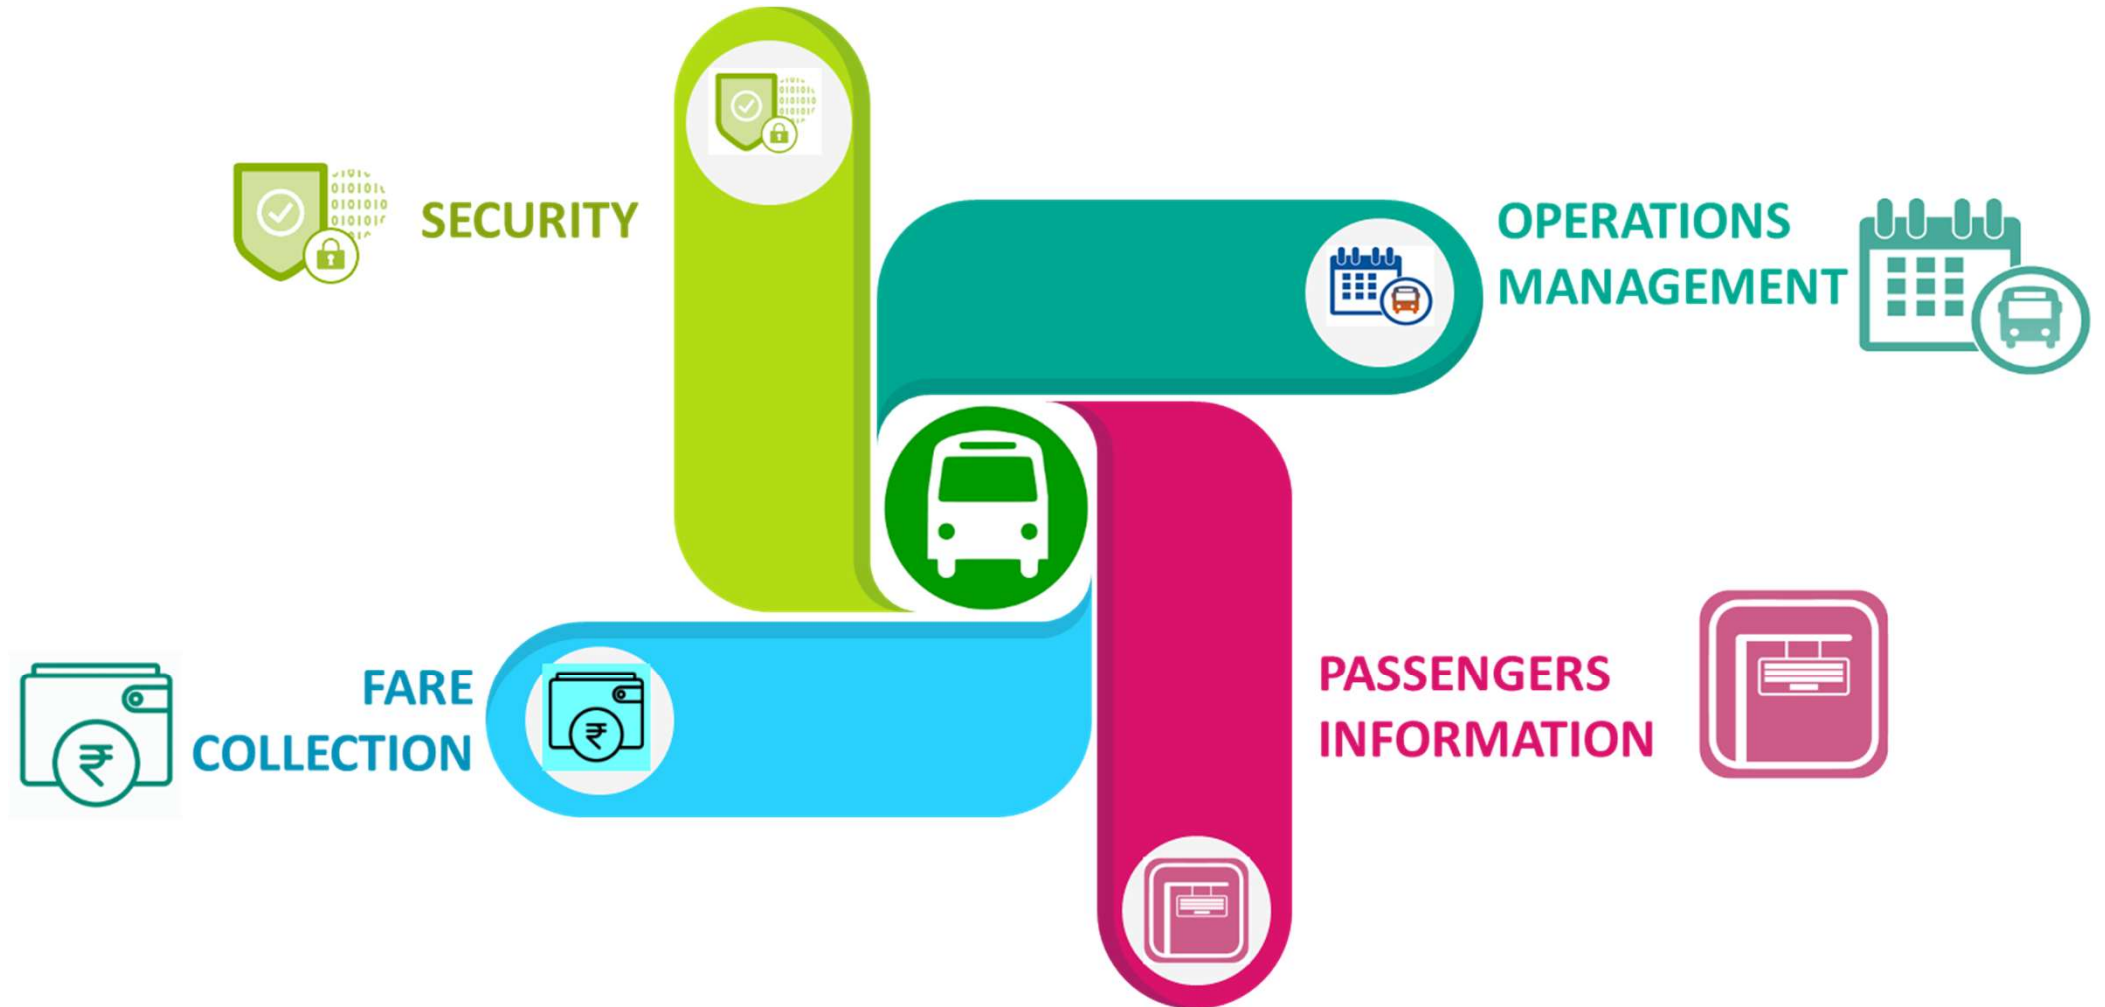 SECURITY
OPERATIONS
MANAGEMENT
FARE
COLLECTION
₹
₹
PASSENGERS
INFORMATION